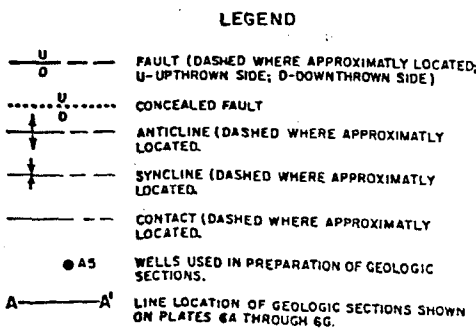 LEGEND
U
D
FAULT (DASHED WHERE APPROXIMATLY LOCATED;
U-UPTHROWN SIDE; D-DOWNTHROWN SIDE)
U
D
CONCEALED FAULT
ANTICLINE (DASHED WHERE APPROXIMATLY
LOCATED.
SYNCLINE (DASHED WHERE APPROXIMATLY
LOCATED.
CONTACT (DASHED WHERE APPROXIMATLY
LOCATED.
A5 WELLS USED IN PREPARATION OF GEOLOGIC
SECTIONS.
A A' LINE LOCATION OF GEOLOGIC SECTIONS SHOWN
ON PLATES 6A THROUGH 6G.